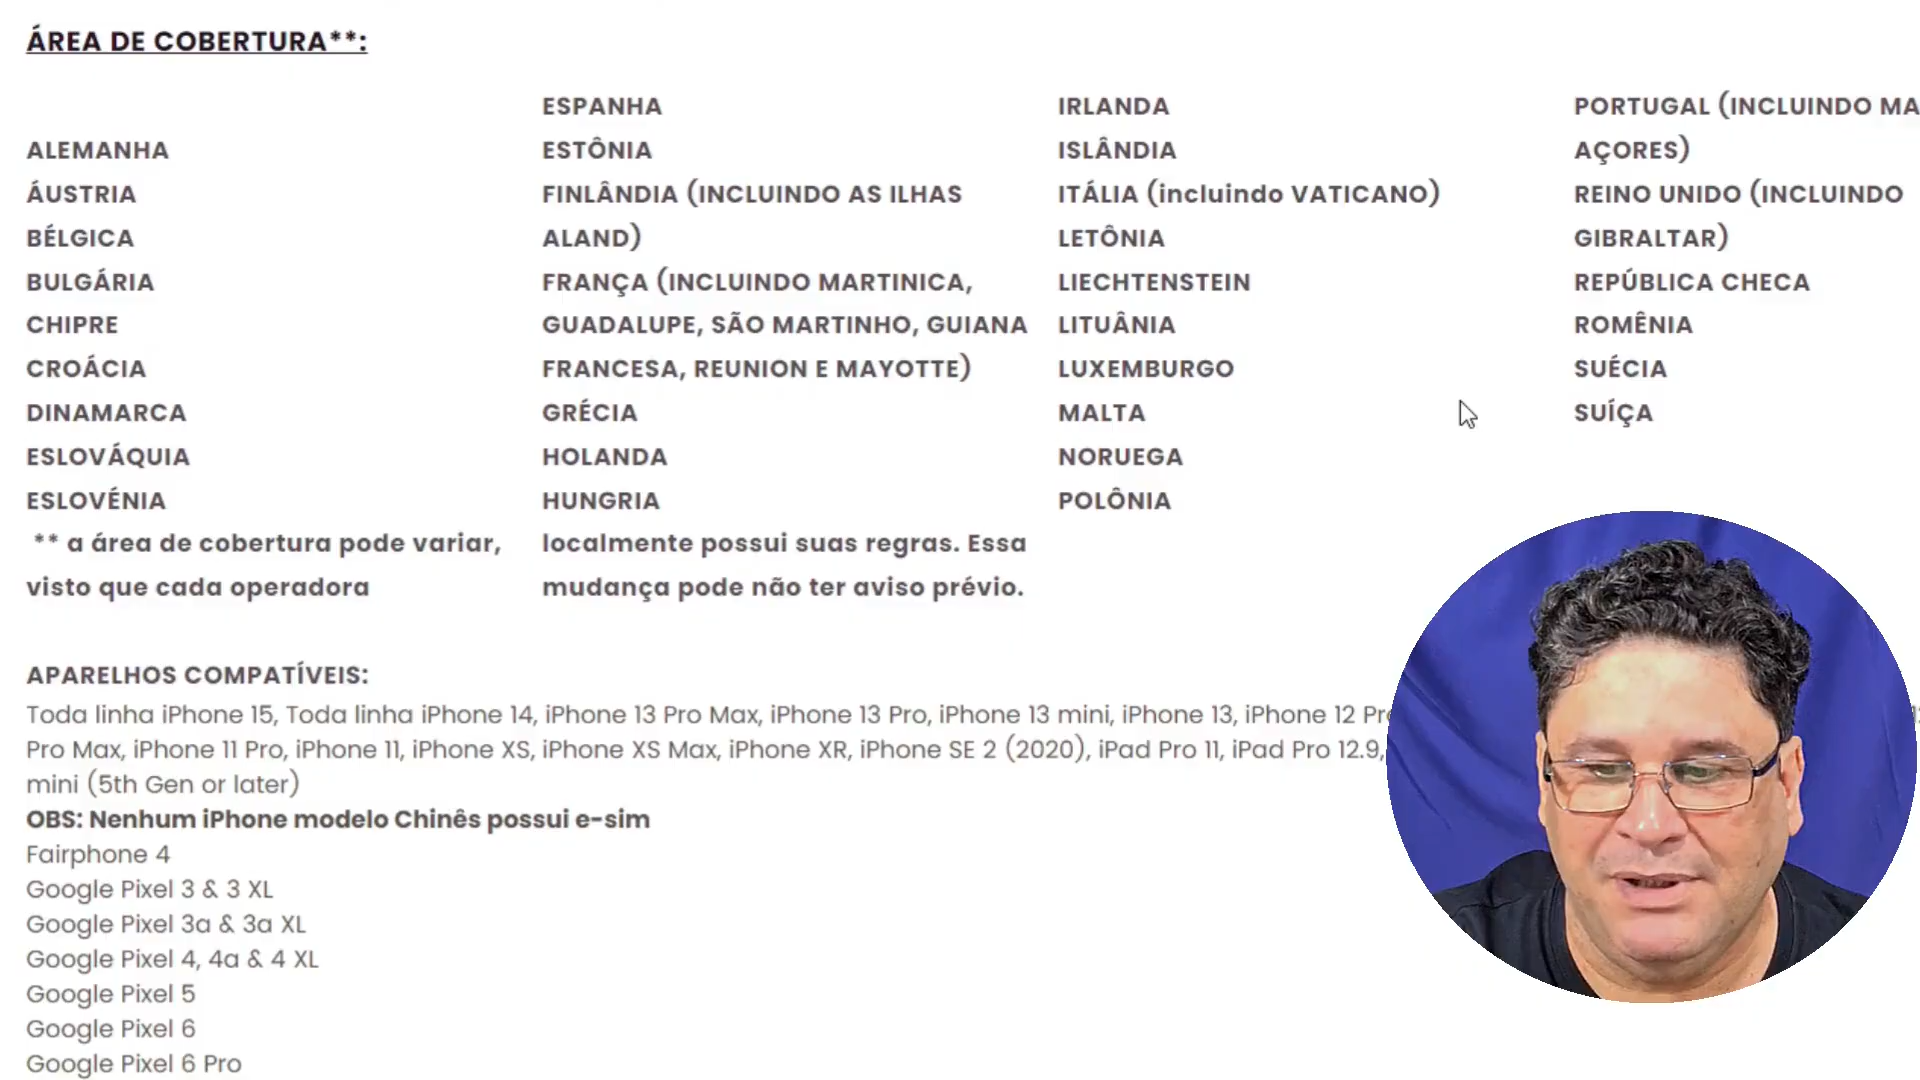 ÁREA DE COBERTURA**:
ALEMANHA
ÁUSTRIA
BÉLGICA
BULGÁRIA
CHIPRE
CROÁCIA
DINAMARCA
ESLOVÁQUIA
ESLOVÉNIA
** a área de cobertura pode variar,
visto que cada operadora
ESPANHA
ESTÔNIA
FINLÂNDIA (INCLUINDO AS ILHAS
ALAND)
FRANÇA (INCLUINDO MARTINICA,
GUADALUPE, SÃO MARTINHO, GUIANA
FRANCESA, REUNION E MAYOTTE)
GRÉCIA
HOLANDA
HUNGRIA
localmente possui suas regras. Essa
mudança pode não ter aviso prévio.
IRLANDA
ISLÂNDIA
ITÁLIA (incluindo VATICANO)
LETÔNIA
LIECHTENSTEIN
LITUÂNIA
LUXEMBURGO
MALTA
NORUEGA
POLÔNIA
PORTUGAL (INCLUINDO
AÇORES)
REINO UNIDO (INCLUINDO
GIBRALTAR)
REPÚBLICA CHECA
ROMÊNIA
SUÉCIA
SUÍÇA
APARELHOS COMPATÍVEIS:
Toda linha iPhone 15, Toda linha iPhone 14, iPhone 13 Pro Max, iPhone 13 Pro, iPhone 13 mini, iPhone 13, iPhone 12
Pro Max, iPhone 11 Pro, iPhone 11, iPhone XS, iPhone XS Max, iPhone XR, iPhone SE 2 (2020), iPad Pro 11, iPad Pro 12.9,
mini (5th Gen or later)
OBS: Nenhum iPhone modelo Chinês possui e-sim
Fairphone 4
Google Pixel 3 & 3 XL
Google Pixel 3a & 3a XL
Google Pixel 4, 4a & 4 XL
Google Pixel 5
Google Pixel 6
Google Pixel 6 Pro